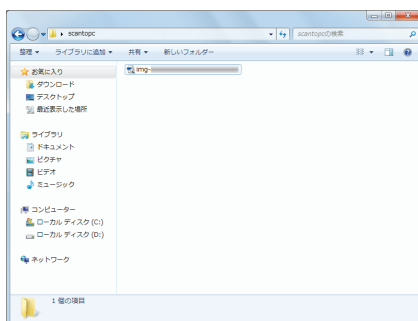 scantopc
scantopcの検索
整理 ライブラリに追加 共有 新しいフォルダー
お気に入り
ダウンロード
デスクトップ
最近表示した場所
img-
ライブラリ
ドキュメント
ピクチャ
ビデオ
ミュージック
コンピューター
ローカル ディスク (C:)
ローカル ディスク (D:)
ネットワーク
1 個の項目